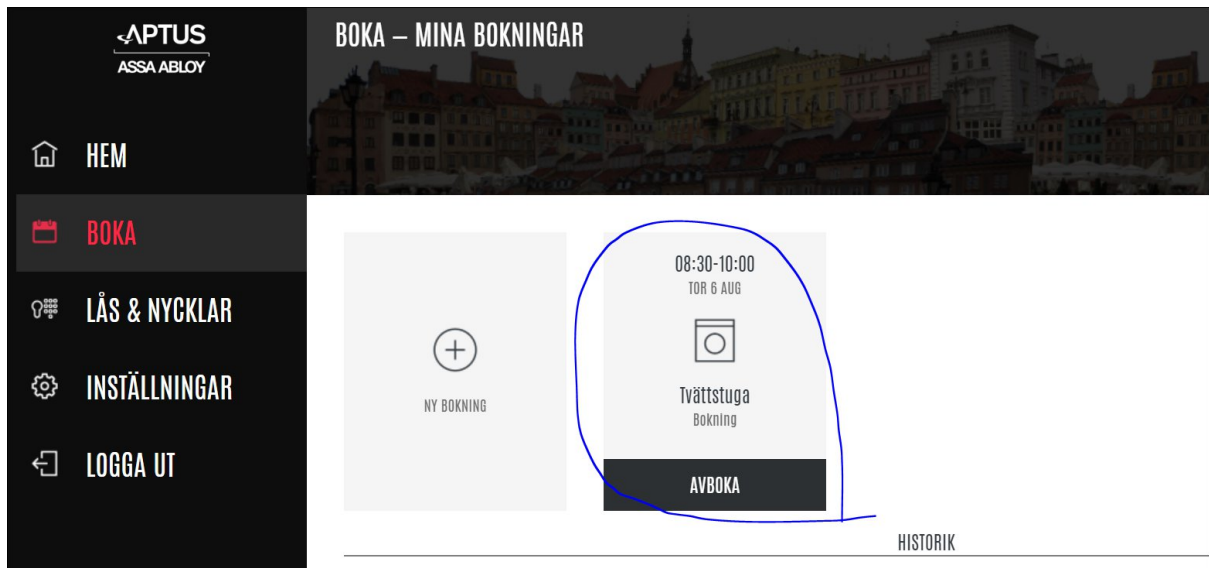 APTUS
ASSA ABLOY
HEM
BOKA
LÅS & NYCKLAR
INSTÄLLNINGAR
LOGGA UT
BOKA – MINA BOKNINGAR
NY BOKNING
08:30-10:00
TOR 6 AUG
Tvättstuga
Bokning
AVBOKA
HISTORIK